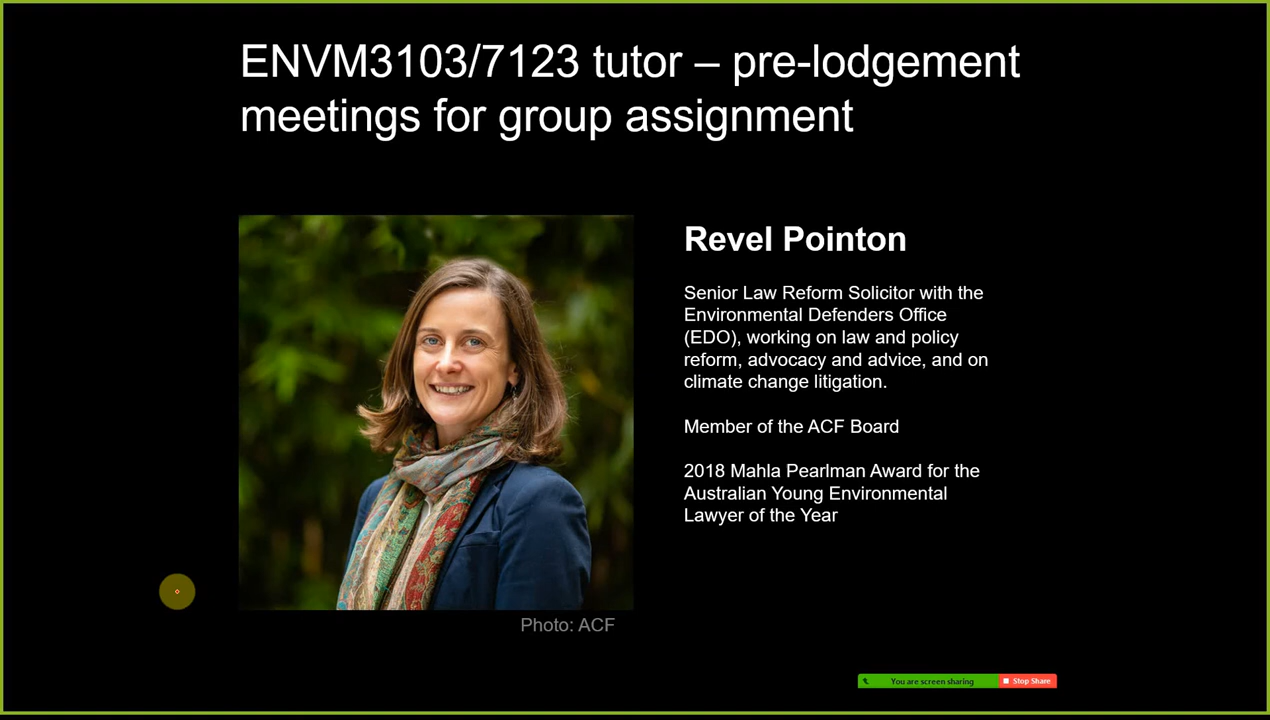 ENVM3103/7123 tutor – pre-lodgement
meetings for group assignment
Revel Pointon
Senior Law Reform Solicitor with the
Environmental Defenders Office
(EDO), working on law and policy
reform, advocacy and advice, and on
climate change litigation.
Member of the ACF Board
2018 Mahla Pearlman Award for the
Australian Young Environmental
Lawyer of the Year
Photo: ACF
You are screen sharing
Stop Share